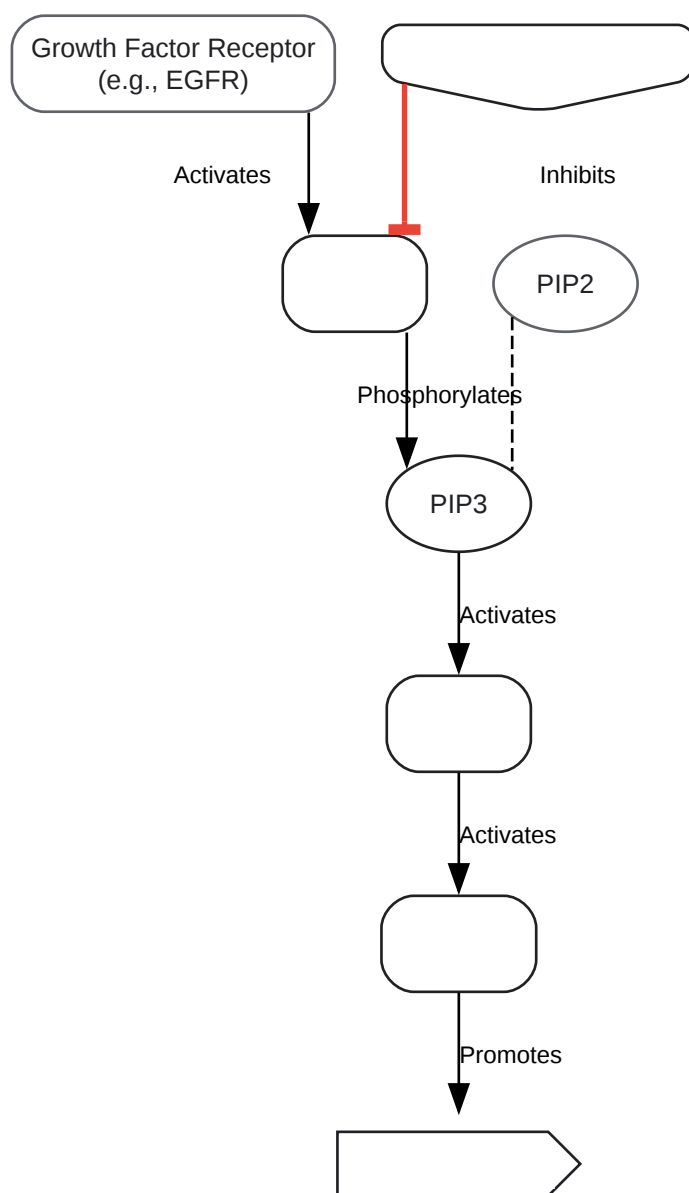 Growth Factor Receptor
(e.g., EGFR)
Activates
Inhibits
PIP2
Phosphorylates
PIP3
Activates
Activates
Promotes